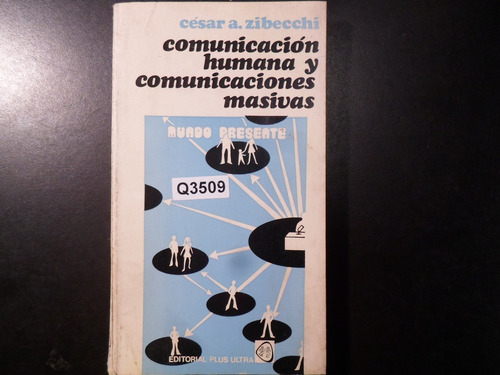 césar a. zibecchi
comunicación
humana y
comunicaciones
masivas
MUNDO PRESENTE
Q3509
EDITORIAL PLUS ULTRA